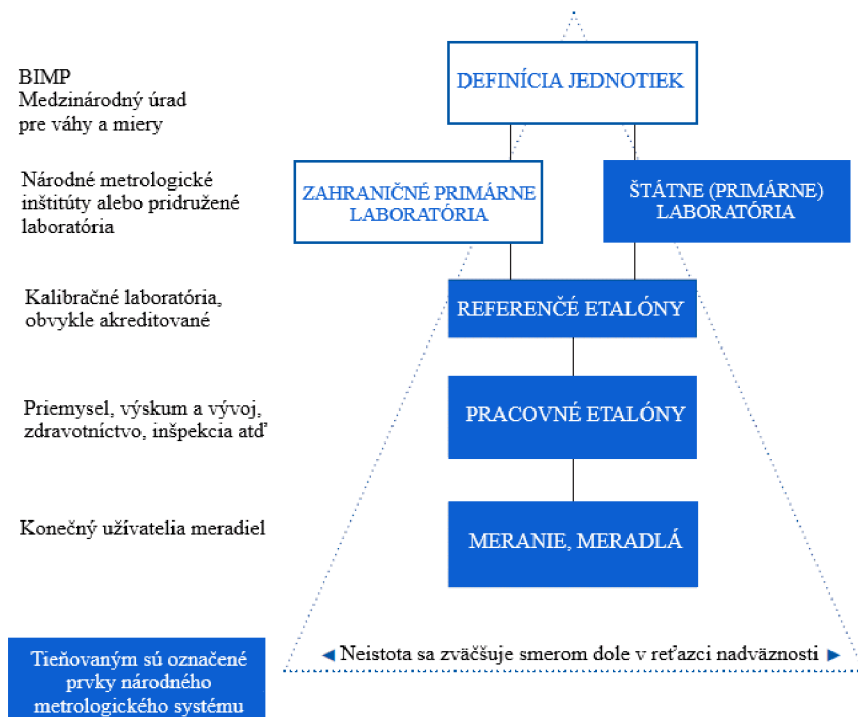 BIMP
Medzinárodný úrad
pre váhy a miery
DEFINÍCIA JEDNOTIEK
Národné metrologické
inštitúty alebo pridružené
laboratória
ZAHRANIČNÉ PRIMÁRNE
LABORATÓRIA
ŠTÁTNE (PRIMÁRNE)
LABORATÓRIA
Kalibračné laboratória,
obvykle akreditované
REFERENČÉ ETALÓNY
Priemysel, výskum a vývoj,
zdravotníctvo, inšpekcia atď
PRACOVNÉ ETALÓNY
Konečný užívatelia meradiel
MERANIE, MERADLÁ
Neistota sa zväčšuje smerom dole v reťazci nadväznosti
Tieňovaným sú označené
prvky národného
metrologického systému